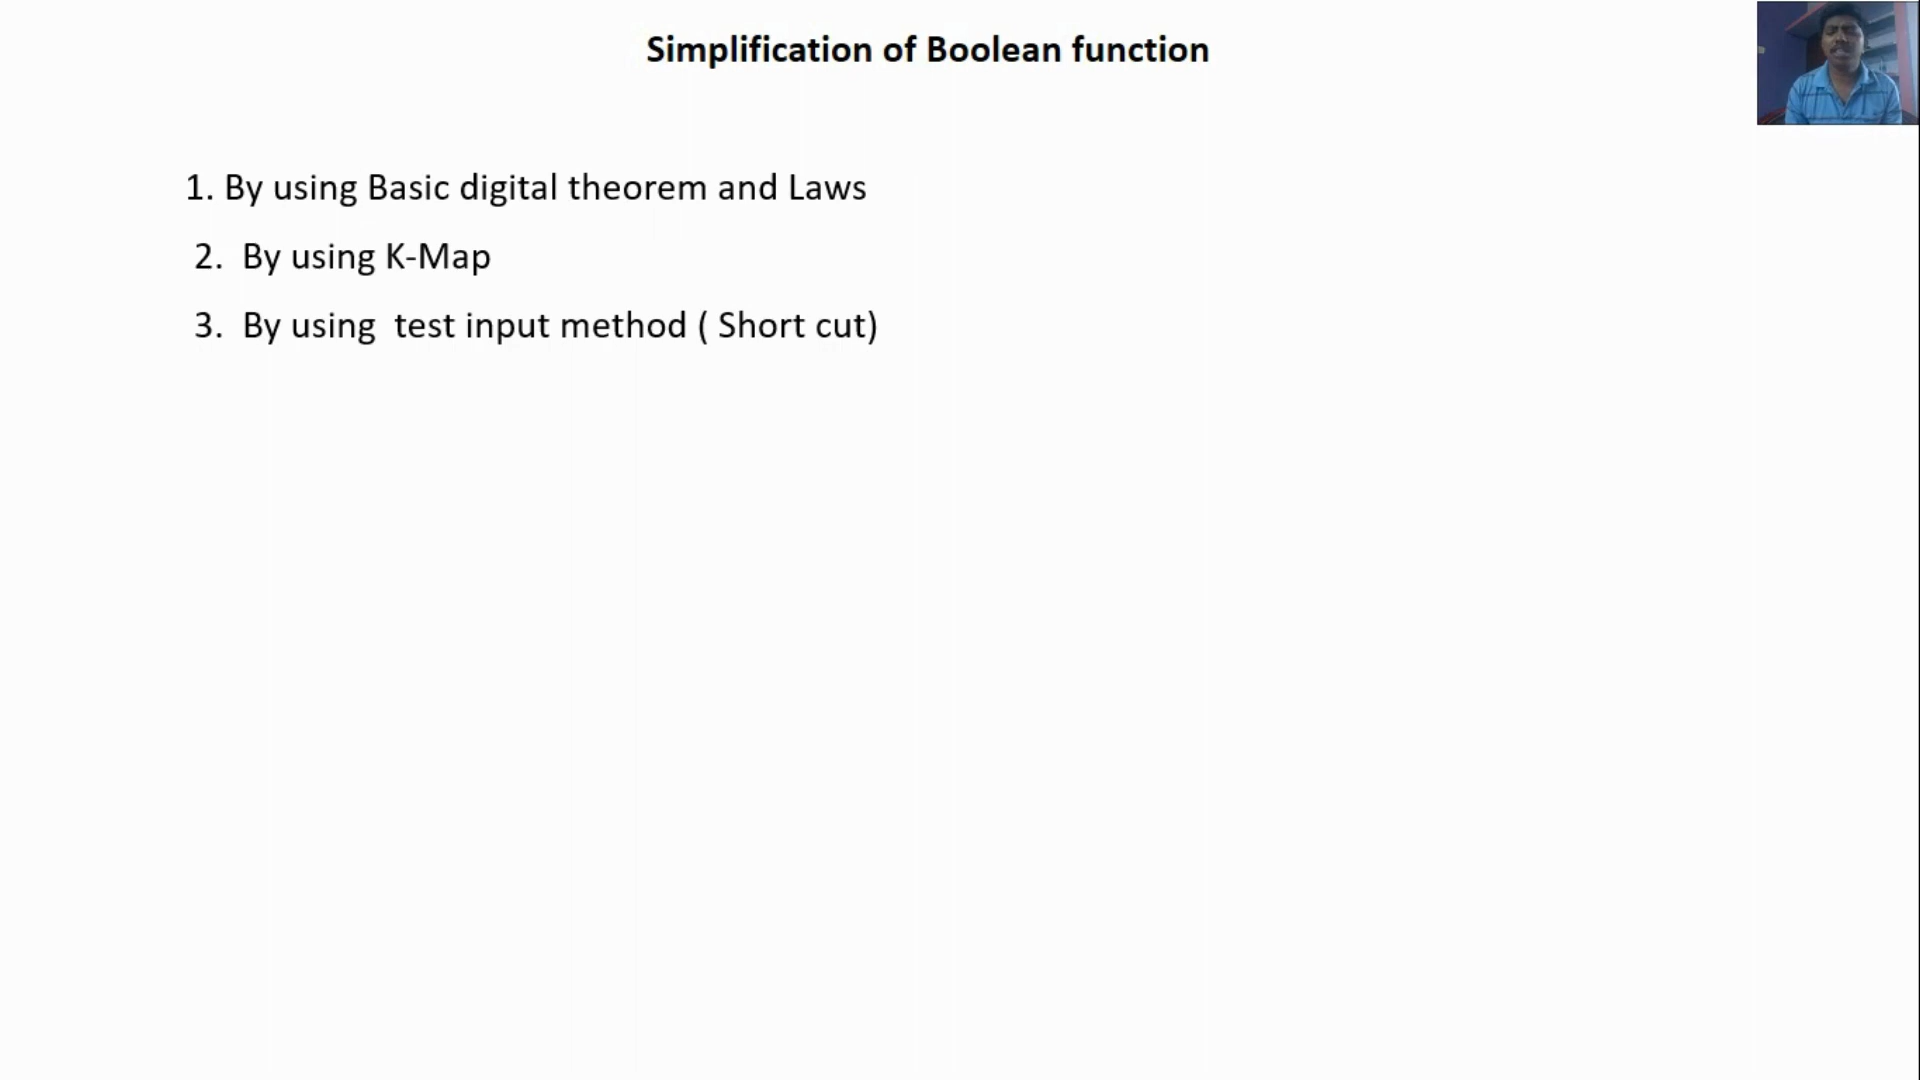 Simplification of Boolean function
1. By using Basic digital theorem and Laws
2. By using K-Map
3. By using test input method ( Short cut)